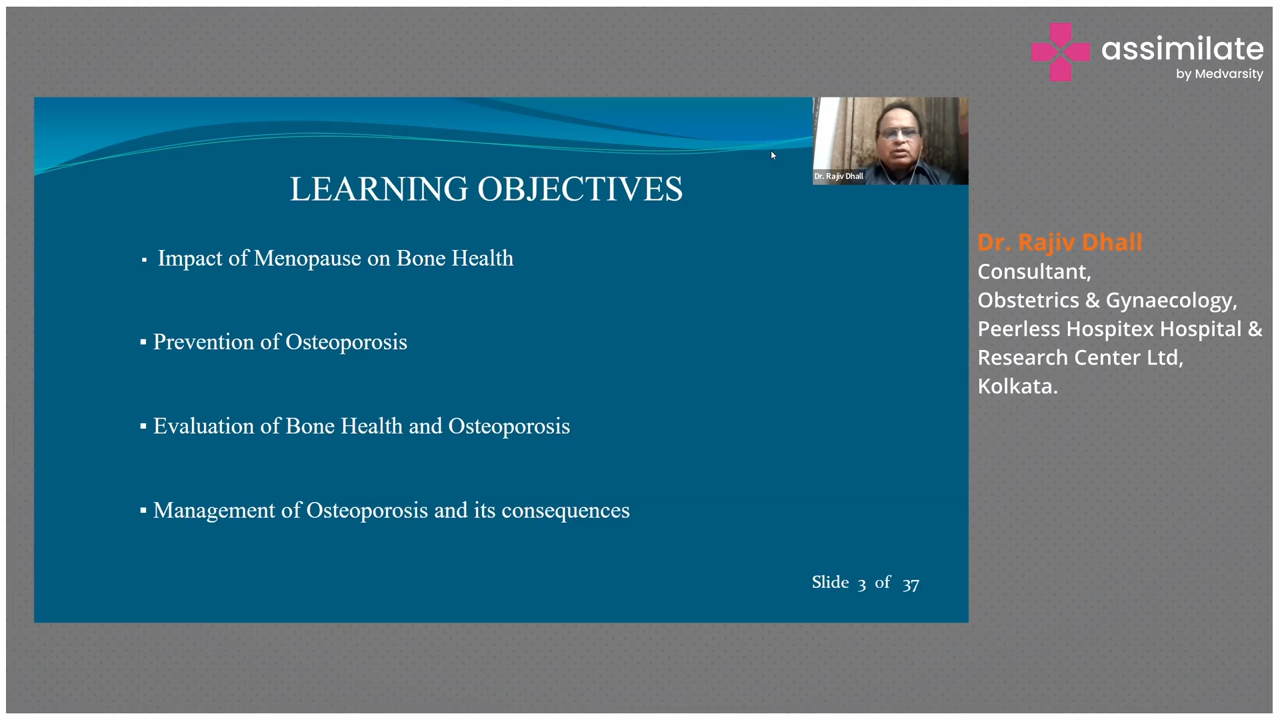 assimilate
by Medvarsity
Dr. Rajiv Dhall
LEARNING OBJECTIVES
▪ Impact of Menopause on Bone Health
▪ Prevention of Osteoporosis
▪ Evaluation of Bone Health and Osteoporosis
▪ Management of Osteoporosis and its consequences
Slide 3 of 37
Dr. Rajiv Dhall
Consultant,
Obstetrics & Gynaecology,
Peerless Hospitex Hospital &
Research Center Ltd,
Kolkata.